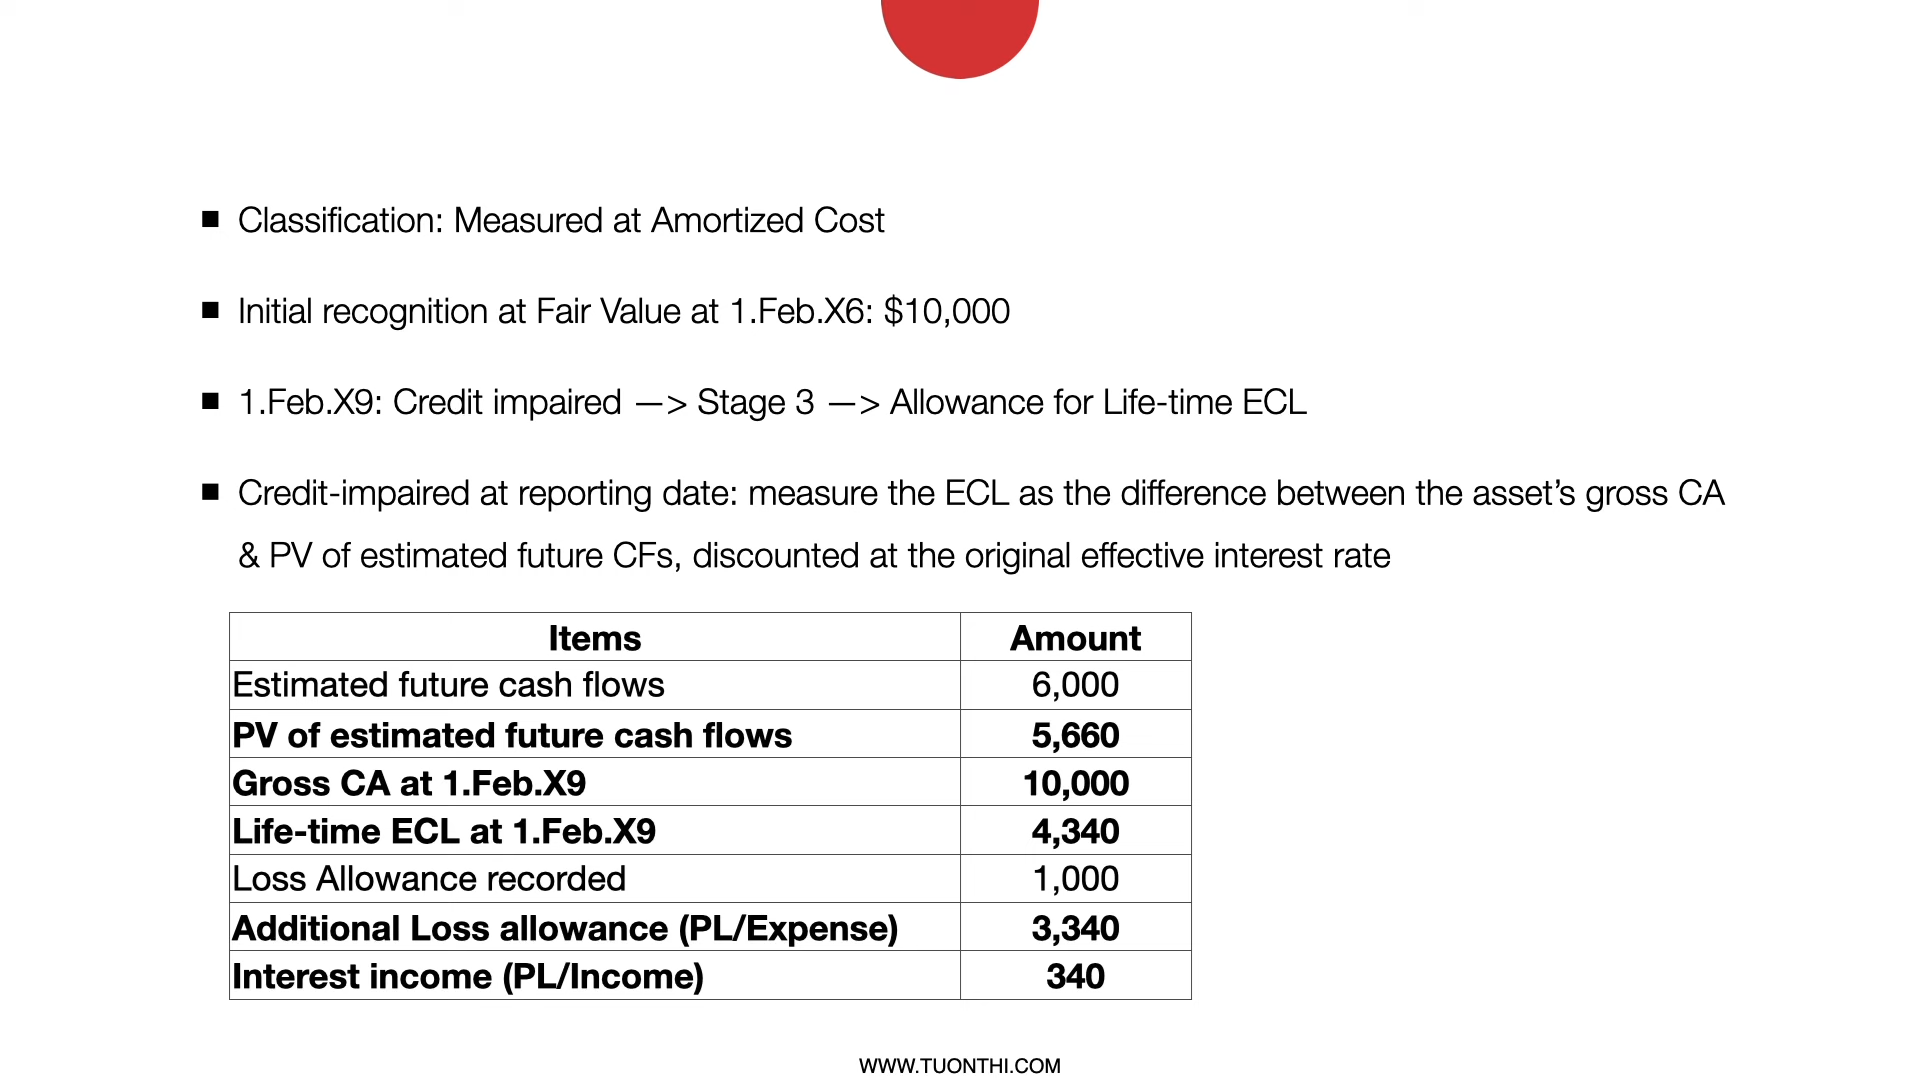 ■ Classification: Measured at Amortized Cost
■ Initial recognition at Fair Value at 1.Feb.X6: $10,000
■ 1.Feb.X9: Credit impaired —> Stage 3 —> Allowance for Life-time ECL
■ Credit-impaired at reporting date: measure the ECL as the difference between the asset’s gross CA
& PV of estimated future CFs, discounted at the original effective interest rate
Items Amount
Estimated future cash flows 6,000
PV of estimated future cash flows 5,660
Gross CA at 1.Feb.X9 10,000
Life-time ECL at 1.Feb.X9 4,340
Loss Allowance recorded 1,000
Additional Loss allowance (PL/Expense) 3,340
Interest income (PL/Income) 340
WWW.TUONTHI.COM